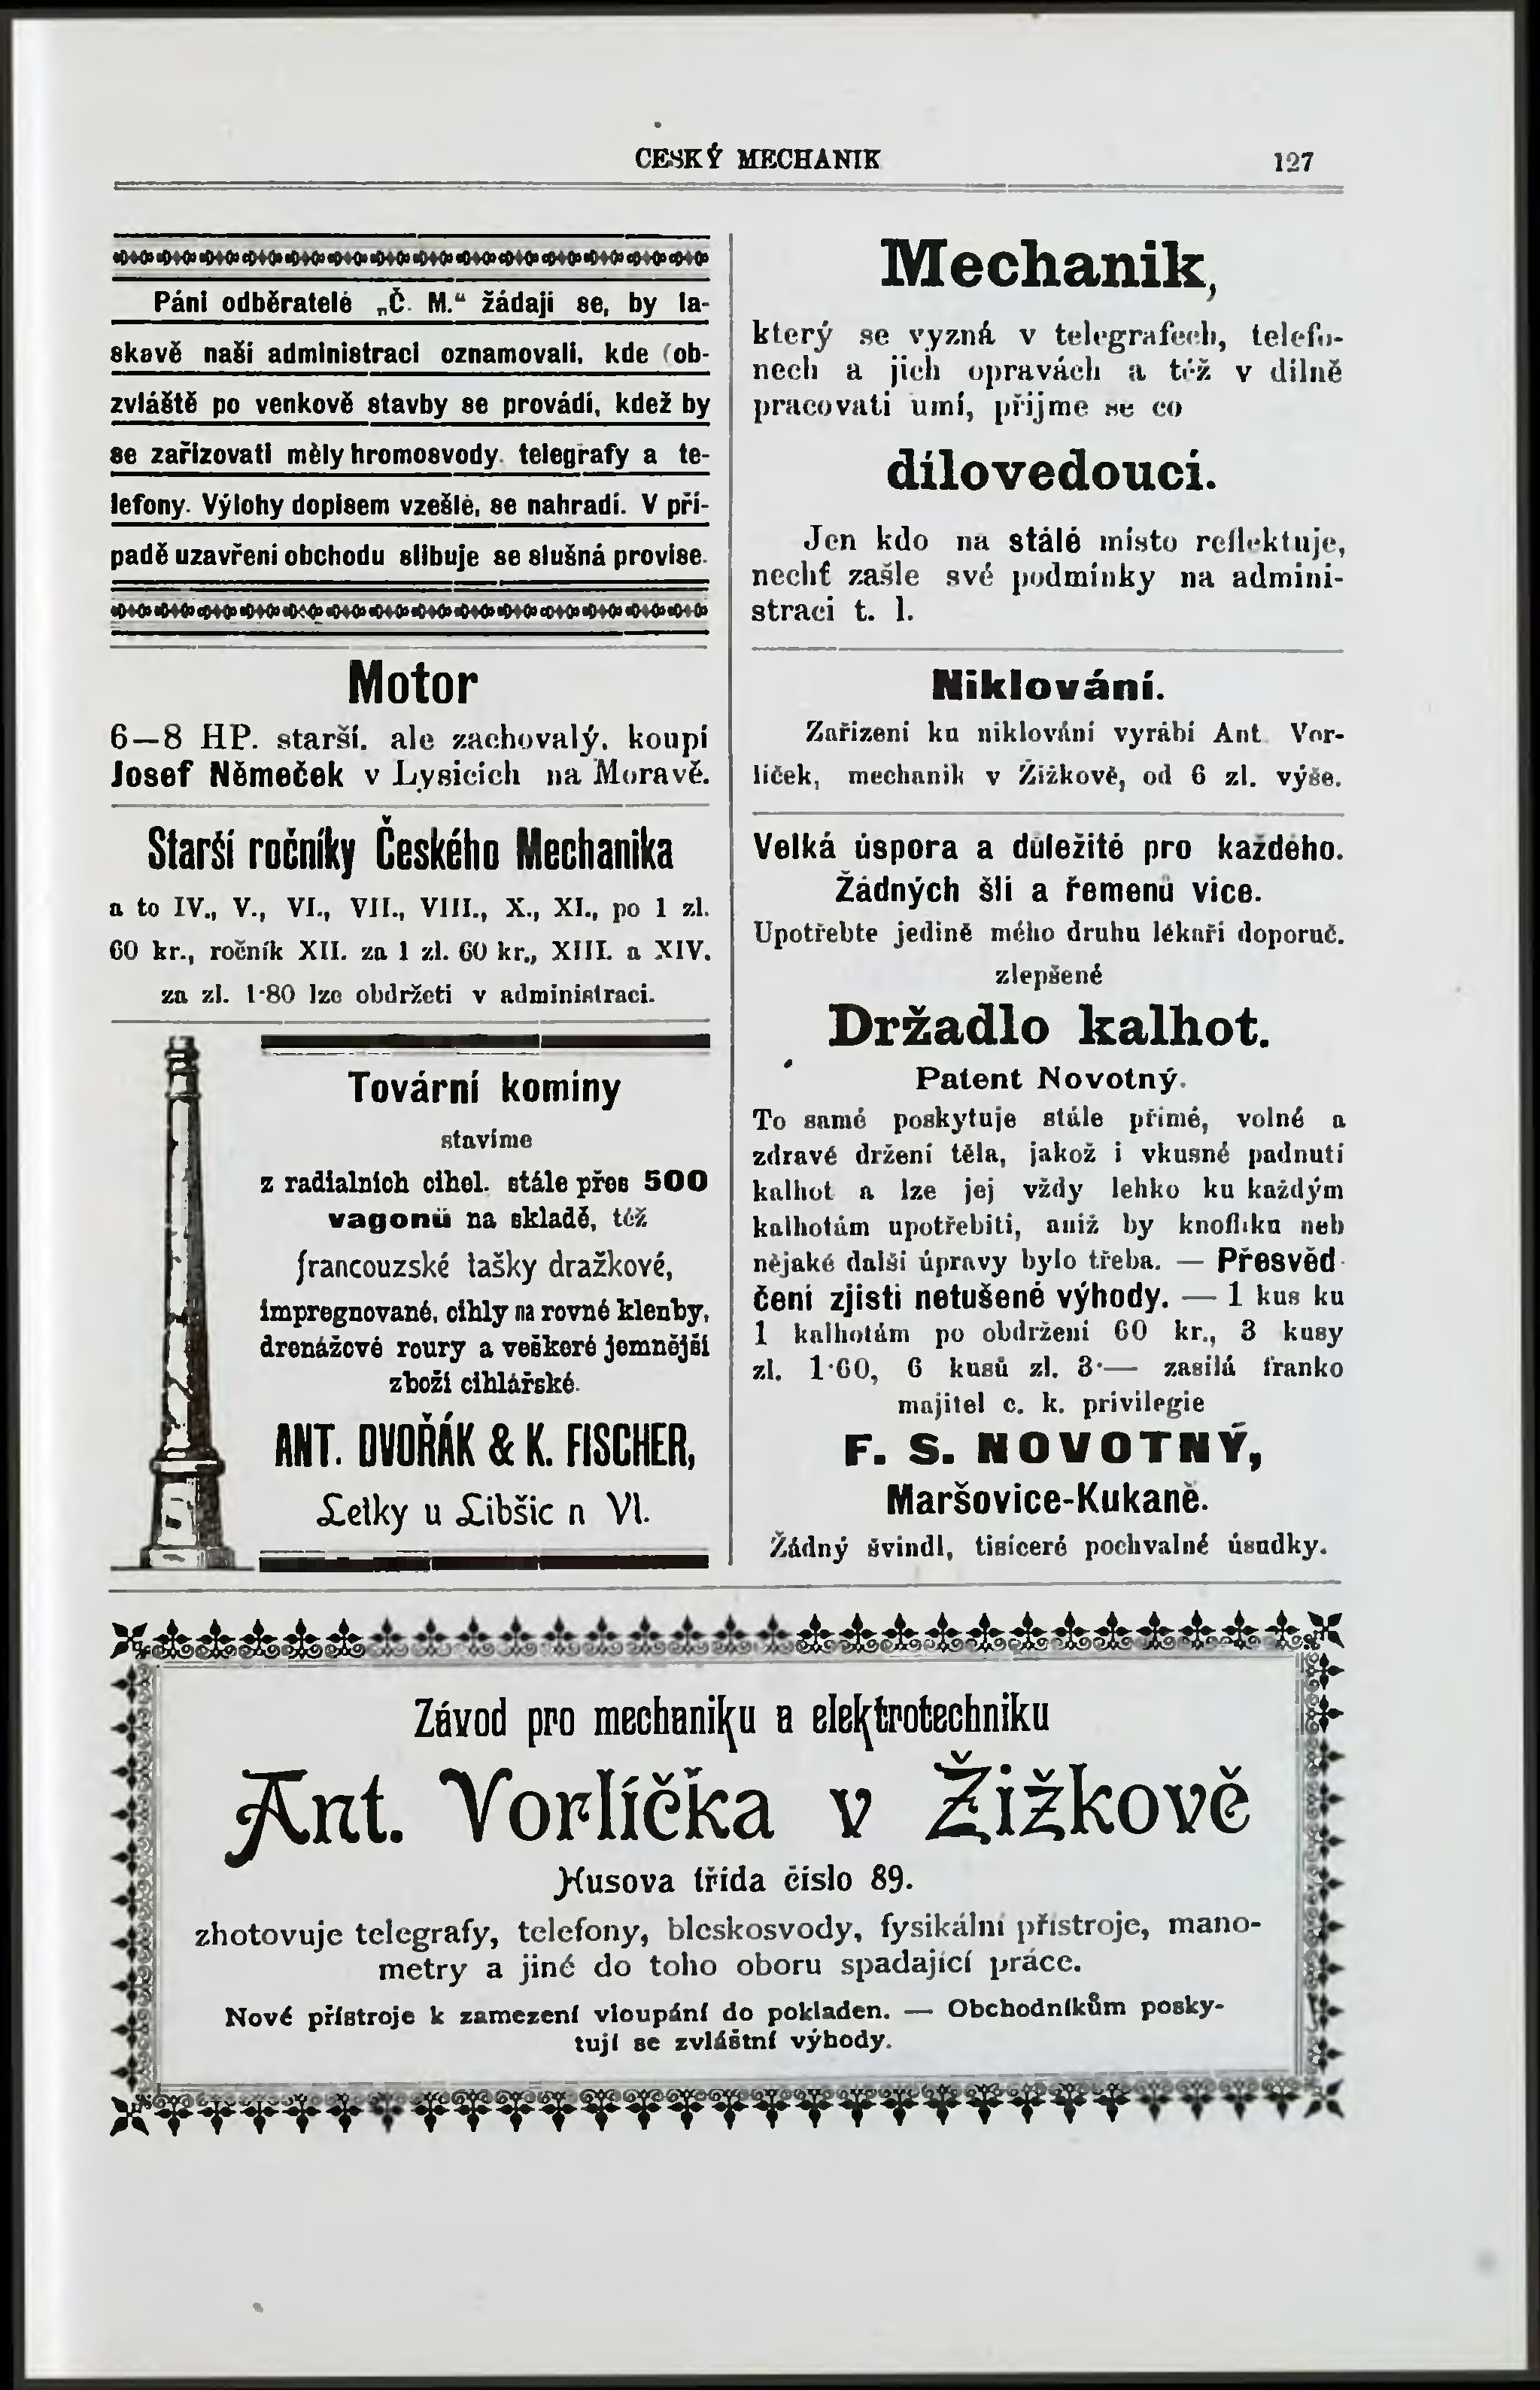 ČESKÝ MECHANIK
127
Páni odběratelé „Č. M.“ žádají se, by la-
skavě naší administraci oznamovali, kde (ob-
zvláště po venkově stavby se provádí, kdež by
se zařizovati měly hromosvody. telegrafy a te-
lefony. Výlohy dopisem vzešlé, se nahradí. V pří-
padě uzavření obchodu slibuje se slušná provise.
Motor
6—8 HP. starší. ale zachovalý, koupí
Josef Němeček v Lysicích na Moravě.
Starší ročníky Českého Mechanika
a to IV., V., VI., VII., VIII., X., XI., po 1 zl.
60 kr., ročník XII. za 1 zl. 60 kr., XIII. a XIV.
za zl. 1·80 lze obdržeti v administraci.
Tovární komíny
stavíme
z radialních cihel. stále přes 500
vagonů na skladě, též
francouzské tašky dražkové,
impregnované, cihly na rovné klenby,
drenážové roury a veškeré jemnější
zboží cihlářské.
ANT. DVOŘÁK & K. FISCHER,
Letky u Libšic n Vl.
Mechanik,
který se vyzná v telegrafech, telefo-
nech a jich opravách a též v dílně
pracovati umí, přijme se co
dílovedoucí.
Jen kdo na stálé místo reflektuje,
nechť zašle své podmínky na admini-
straci t. l.
Niklování.
Zařízení ku niklování vyrábí Ant. Vor-
líček, mechanik v Žižkově, od 6 zl. výše.
Velká úspora a důležité pro každého.
Žádných šlí a řemenů více.
Upotřebte jedině mého druhu lékaři doporuč.
zlepšené
Držadlo kalhot.
Patent Novotný.
To samé poskytuje stále přímé, volné a
zdravé držení těla, jakož i vkusné padnutí
kalhot a lze jej vždy lehko ku každým
kalhotám upotřebiti, aniž by knoflíku neb
nějaké další úpravy bylo třeba. — Přesvěd
čení zjistí netušené výhody. — 1 kus ku
1 kalhotám po obdržení 60 kr., 3 kusy
zl. 1·60, 6 kusů zl. 3·— zasílá franko
majitel c. k. privilegie
F. S. NOVOTNÝ,
Maršovice-Kukaně.
Žádný švindl, tisíceré pochvalné úsudky.
Závod pro mechaniku a elektrotechniku
Ant. Vorlíčka v Žižkově
Husova třída číslo 89.
zhotovuje telegrafy, telefony, bleskosvody, fysikální přístroje, mano-
metry a jiné do toho oboru spadající práce.
Nové přístroje k zamezení vloupání do pokladen. — Obchodníkům posky-
tují se zvláštní výhody.